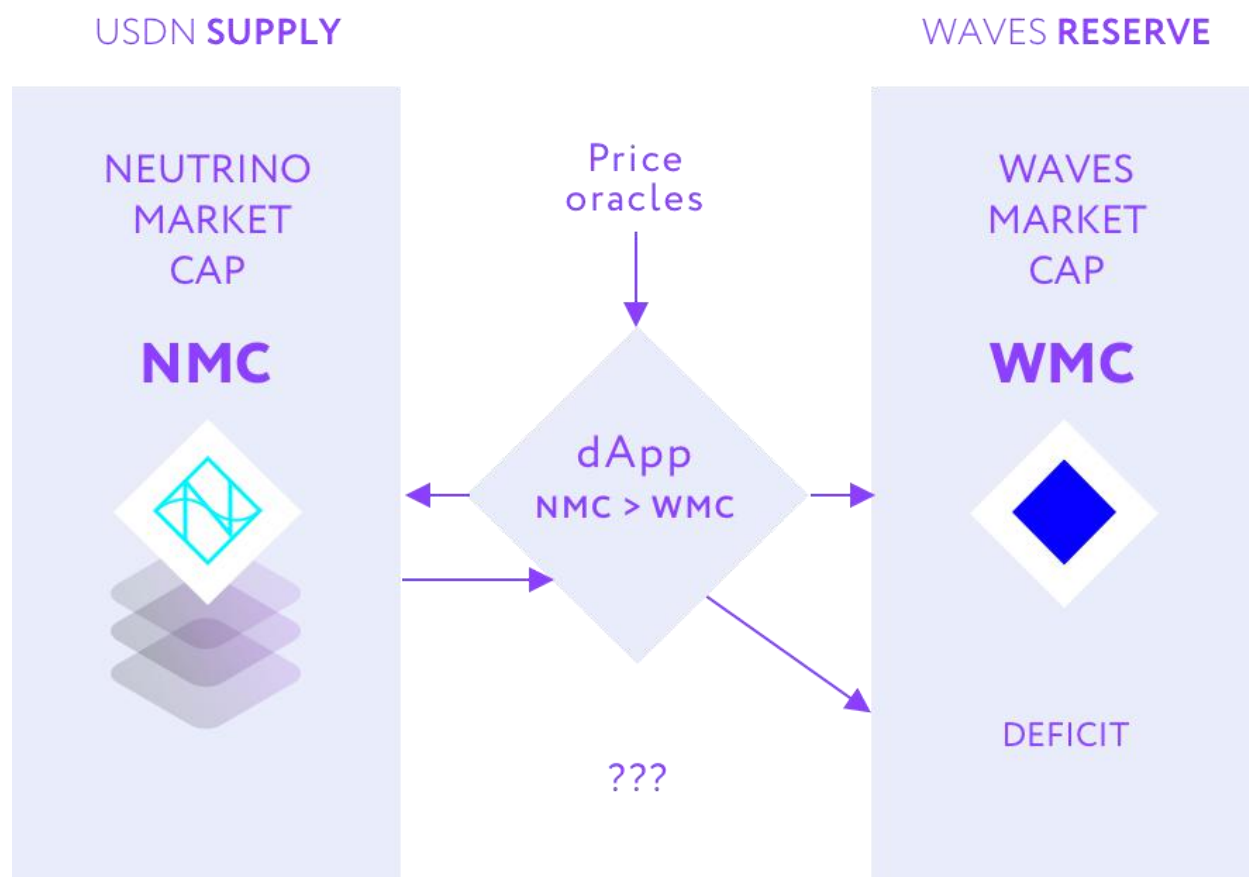 USDN SUPPLY
WAVES RESERVE
NEUTRINO
MARKET
CAP
NMC
Price
oracles
dApp
NMC > WMC
???
WAVES
MARKET
CAP
WMC
DEFICIT